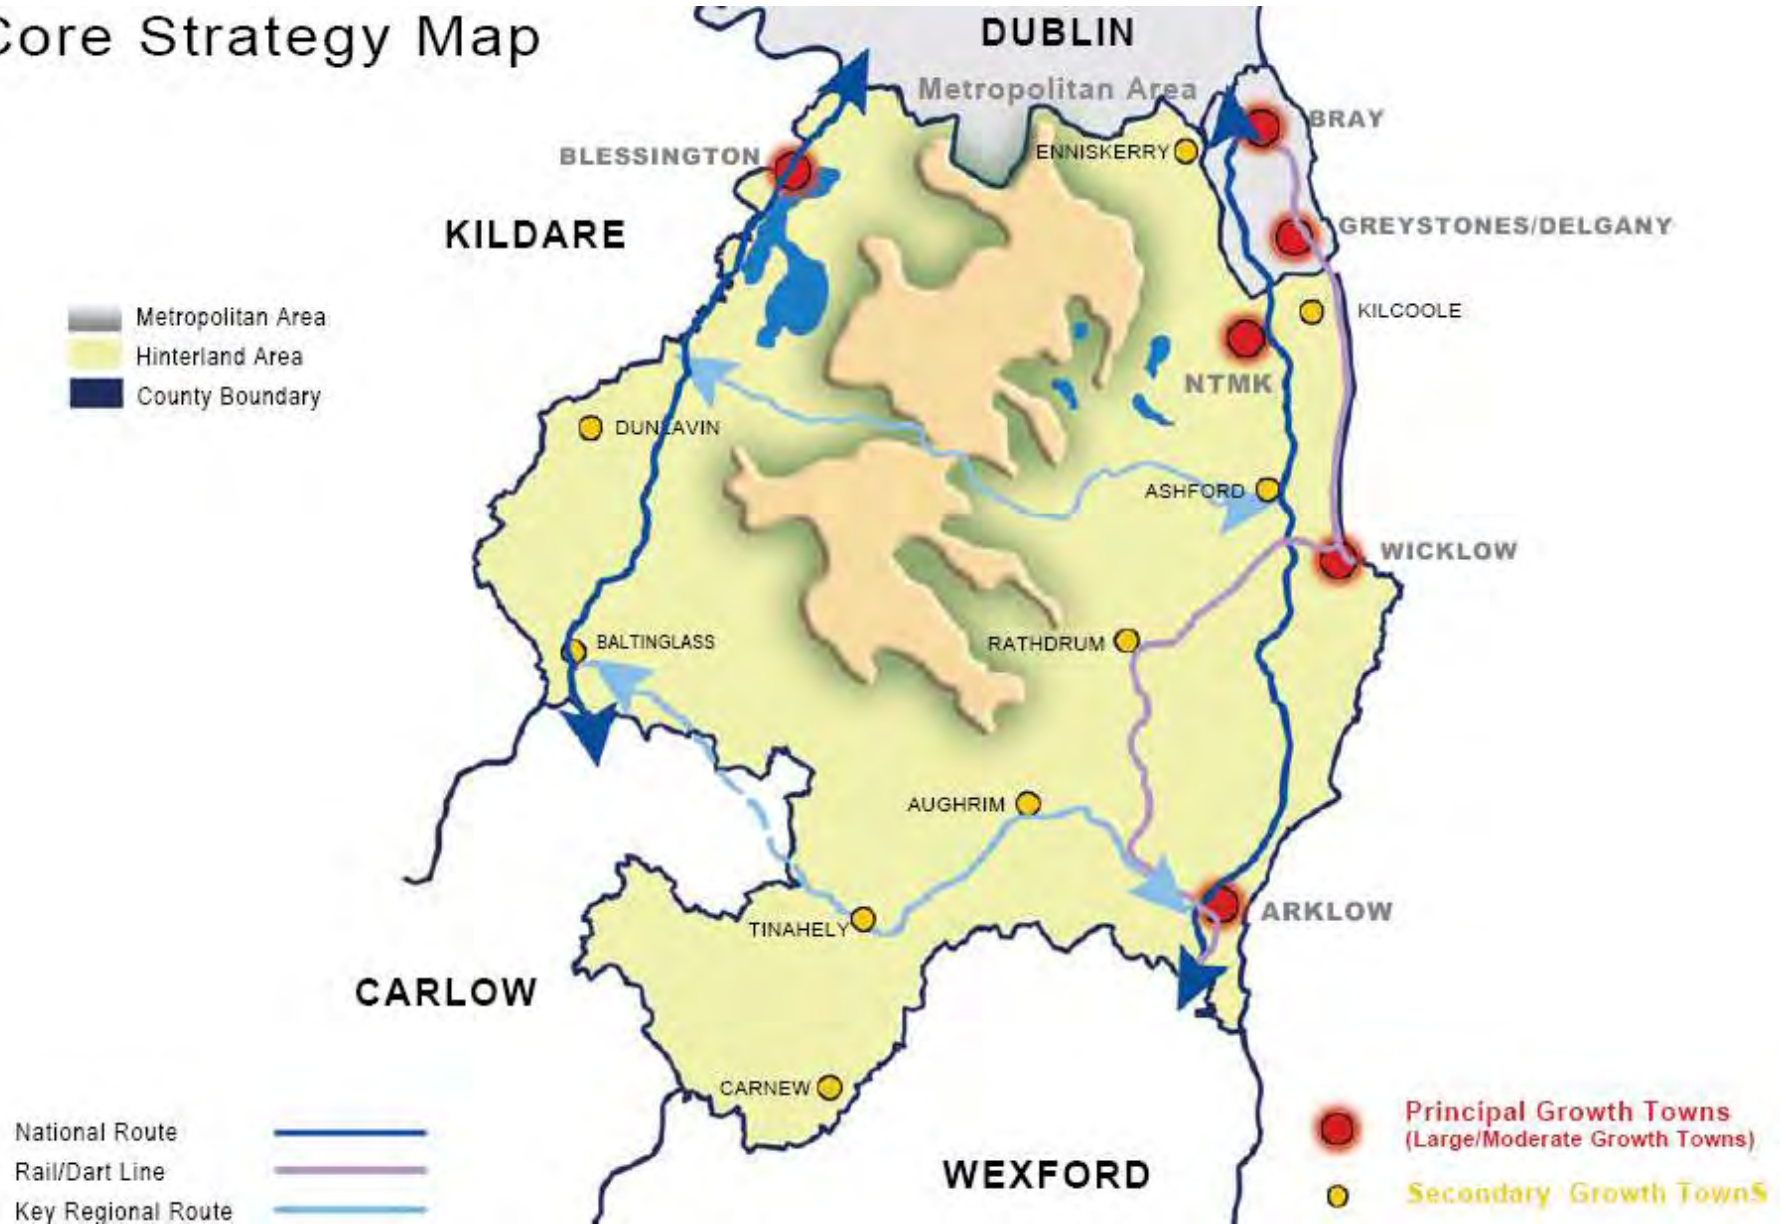 Core Strategy Map
DUBLIN
Metropolitan Area
BRAY
BLESSINGTON
ENNISKERRY
KILDARE
GREYSTONES/DELGANY
Metropolitan Area
Hinterland Area
County Boundary
KILCOOLE
NTMK
DUNLAVIN
ASHFORD
WICKLOW
BALTINGLASS
RATHDRUM
AUGHRIM
ARKLOW
TINAHELY
CARLOW
CARNEW
WEXFORD
National Route
Rail/Dart Line
Key Regional Route
Principal Growth Towns
(Large/Moderate Growth Towns)
Secondary Growth TownS